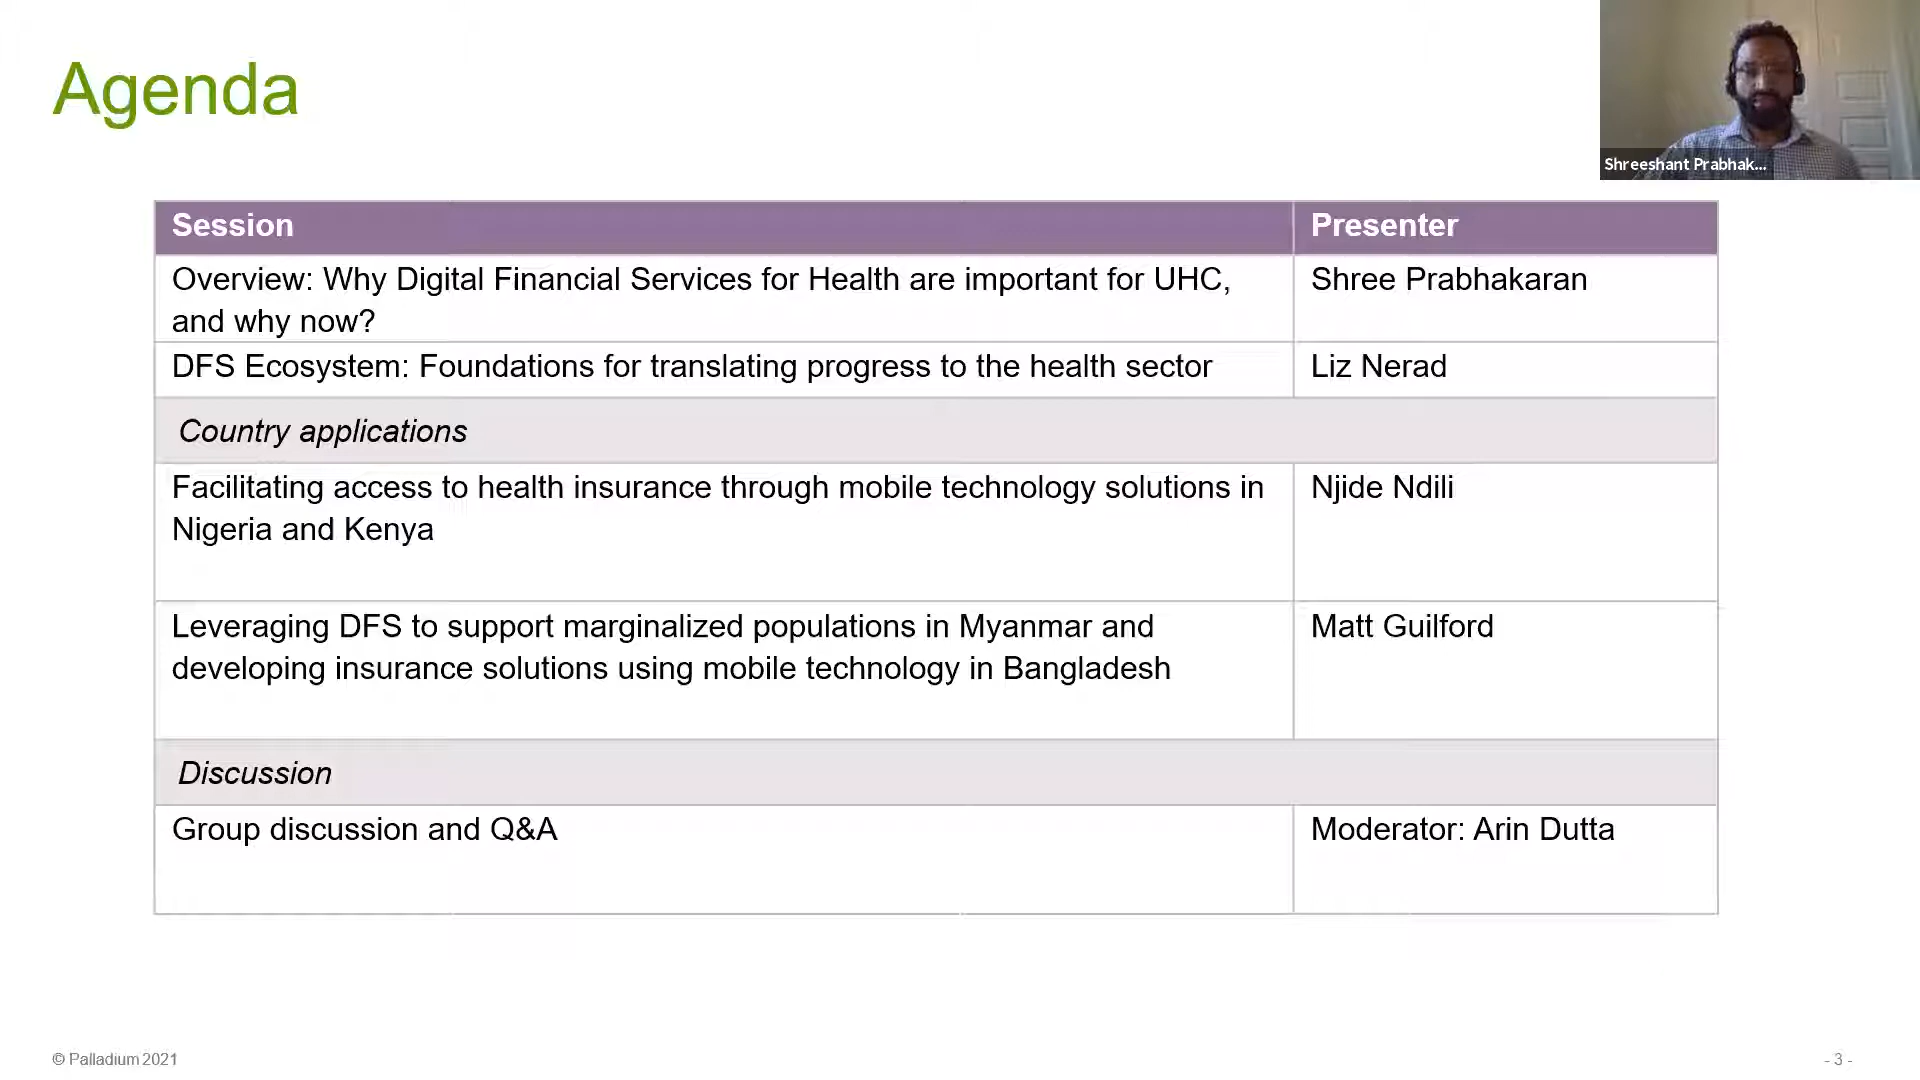 Agenda
Shreeshant Prabhak...
Session
Presenter
Overview: Why Digital Financial Services for Health are important for UHC,
and why now?
Shree Prabhakaran
DFS Ecosystem: Foundations for translating progress to the health sector
Liz Nerad
Country applications
Facilitating access to health insurance through mobile technology solutions in
Nigeria and Kenya
Njide Ndili
Leveraging DFS to support marginalized populations in Myanmar and
developing insurance solutions using mobile technology in Bangladesh
Matt Guilford
Discussion
Group discussion and Q&A
Moderator: Arin Dutta
© Palladium 2021
- 3 -